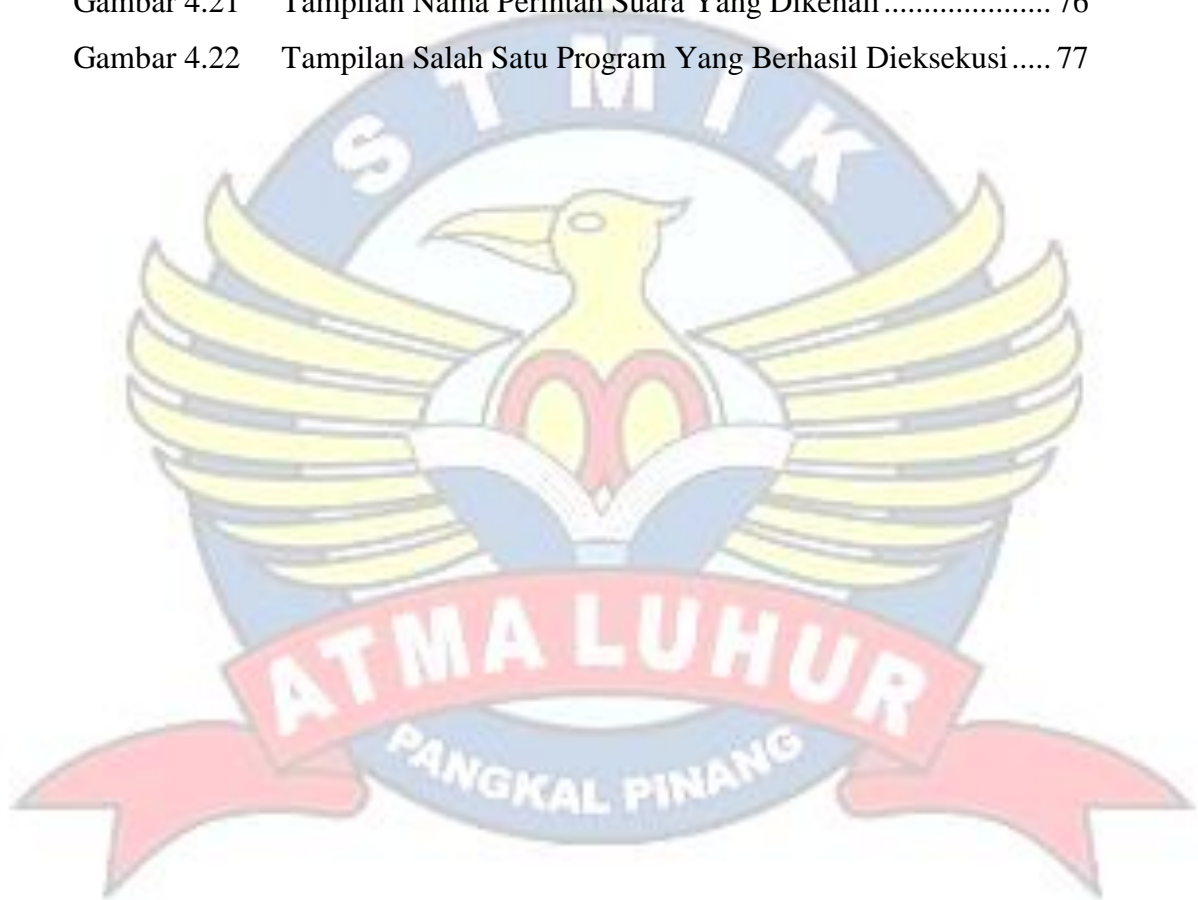 Gambar 4.21 Tampilan Nama Perintah Suara Yang Dikenali ..................... 76
Gambar 4.22 Tampilan Salah Satu Program Yang Berhasil Dieksekusi ..... 77
STMIK
ATMA LUHUR
PANGKAL PINANG